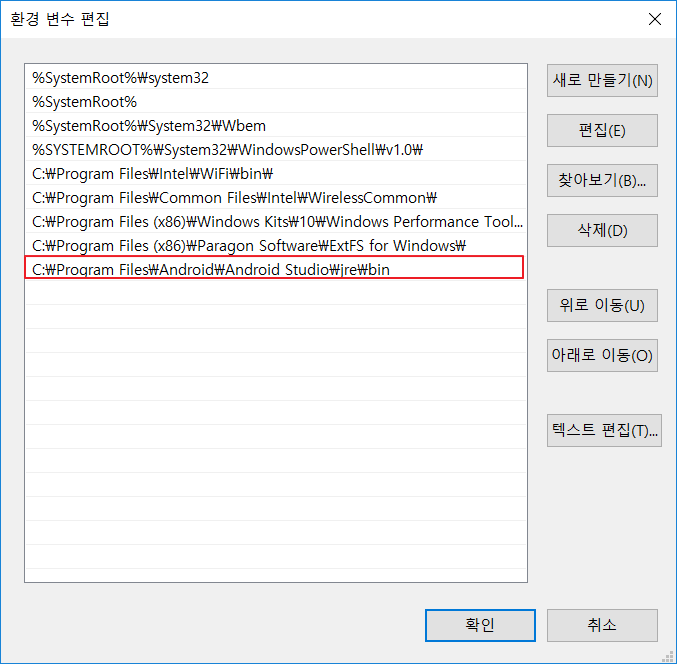 환경 변수 편집
%SystemRoot%₩system32
%SystemRoot%
%SystemRoot%₩System32₩Wbem
%SYSTEMROOT%₩System32₩WindowsPowerShell₩v1.0₩
C:₩Program Files₩Intel₩WiFi₩bin₩
C:₩Program Files₩Common Files₩Intel₩WirelessCommon₩
C:₩Program Files (x86)₩Windows Kits₩10₩Windows Performance Tool...
C:₩Program Files (x86)₩Paragon Software₩ExtFS for Windows₩
C:₩Program Files₩Android₩Android Studio₩jre₩bin
새로 만들기(N)
편집(E)
찾아보기(B)...
삭제(D)
위로 이동(U)
아래로 이동(O)
텍스트 편집(T)...
확인
취소